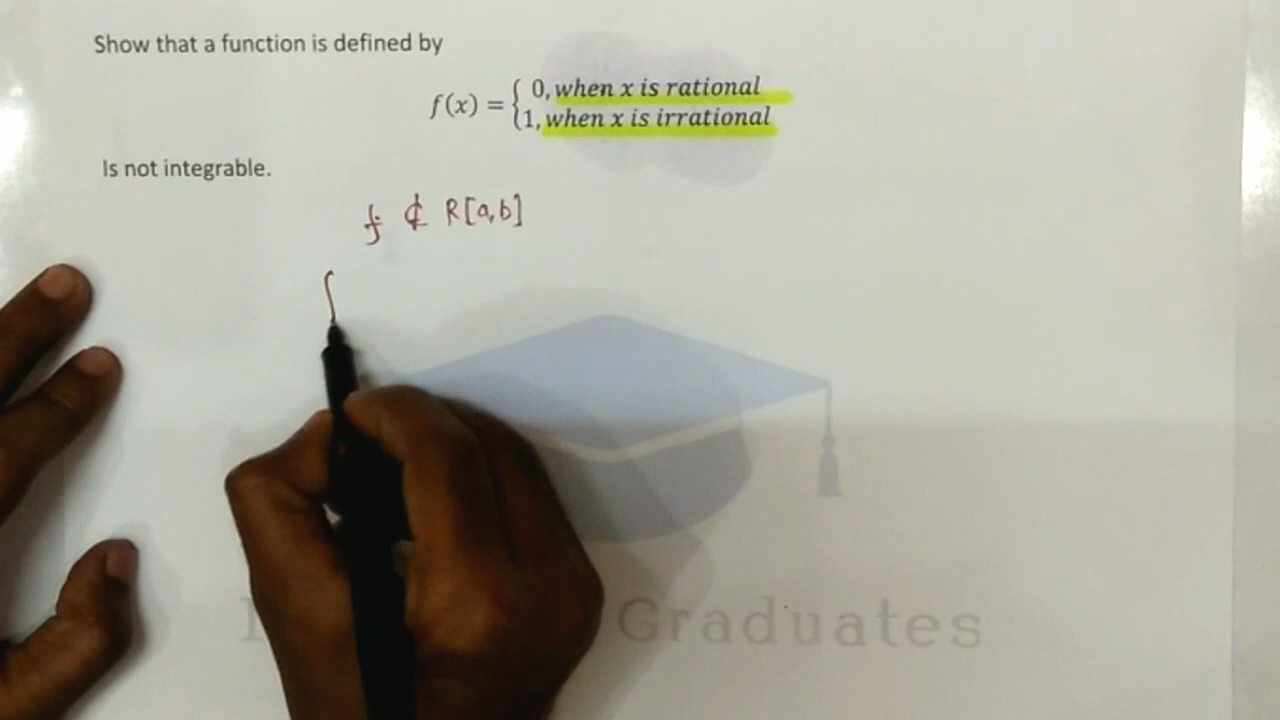 Show that a function is defined by
f(x) = { 0, when x is rational
1, when x is irrational
Is not integrable.
f ⊄ R[a,b]
∫
Graduates